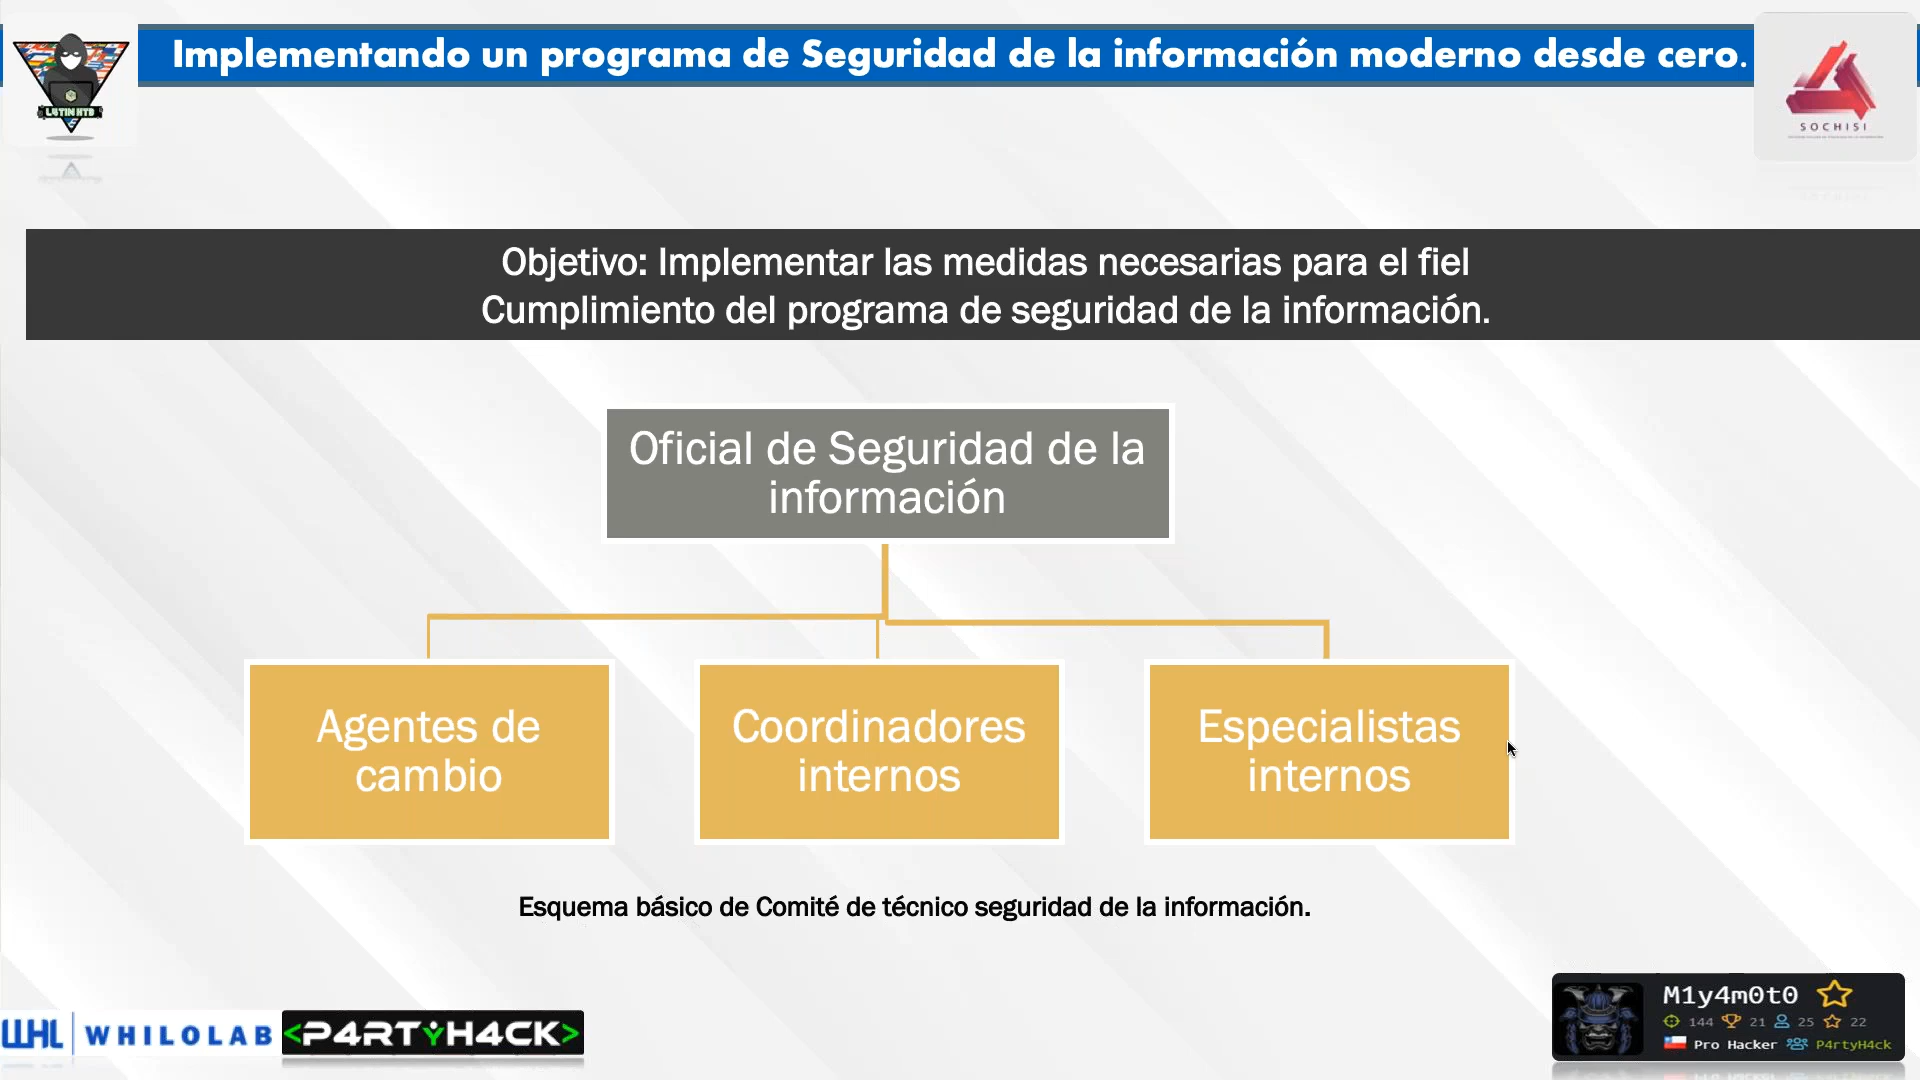 Implementando un programa de Seguridad de la información moderno desde cero.
LATIN HTB
SOCHISI
Objetivo: Implementar las medidas necesarias para el fiel
Cumplimiento del programa de seguridad de la información.
Oficial de Seguridad de la
información
Agentes de
cambio
Coordinadores
internos
Especialistas
internos
Esquema básico de Comité de técnico seguridad de la información.
WHL WHILOLAB
<P4RTYH4CK>
M1y4m0t0
144 21 25 22
Pro Hacker P4rtyH4ck